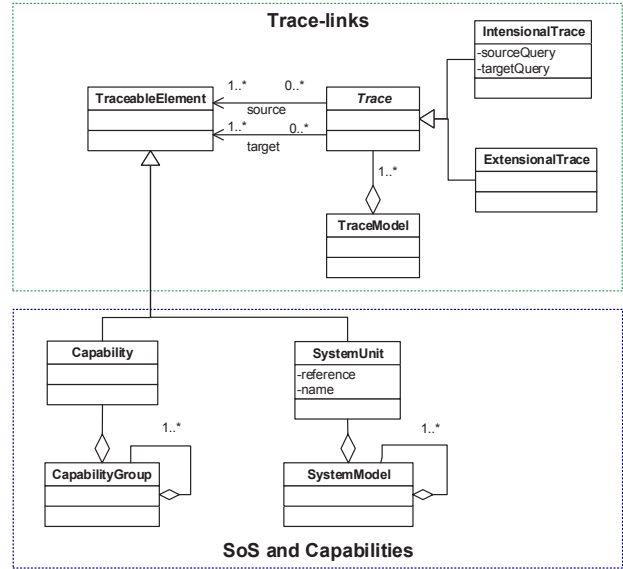 Trace-links
IntensionalTrace
-sourceQuery
-targetQuery
TraceableElement
1..*
0..*
source
1..*
0..*
target
Trace
ExtensionalTrace
1..*
TraceModel
Capability
SystemUnit
-reference
-name
1..*
CapabilityGroup
1..*
SystemModel
SoS and Capabilities